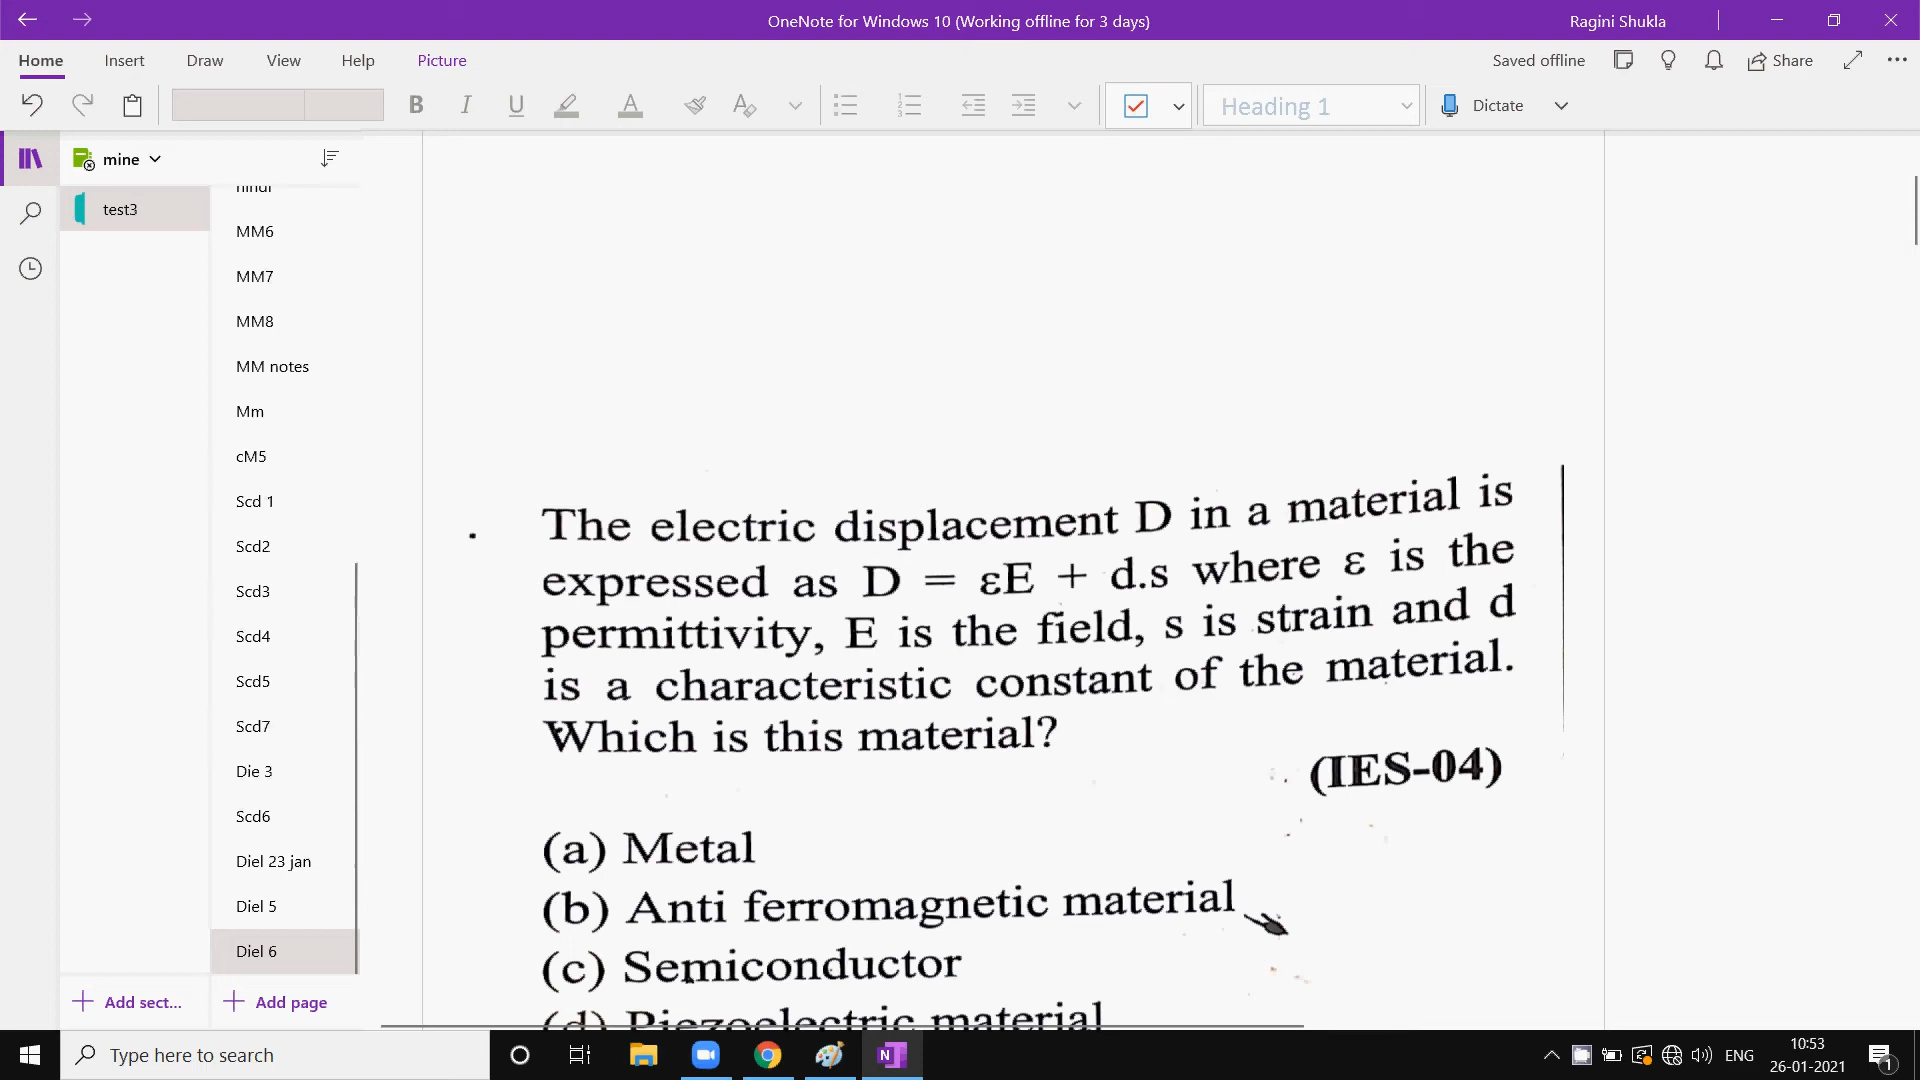 OneNote for Windows 10 (Working offline for 3 days)
Ragini Shukla
Home Insert Draw View Help Picture
Saved offline
Share
B I U A
Heading 1
Dictate
mine
test3
hindi
MM6
MM7
MM8
MM notes
Mm
cM5
Scd 1
Scd2
Scd3
Scd4
Scd5
Scd7
Die 3
Scd6
Diel 23 jan
Diel 5
Diel 6
Add sect...
Add page
The electric displacement D in a material is
expressed as D = εE + d.s where ε is the
permittivity, E is the field, s is strain and d
is a characteristic constant of the material.
Which is this material?
(IES-04)
(a) Metal
(b) Anti ferromagnetic material
(c) Semiconductor
(d) Piezoelectric material
Type here to search
ENG
10:53
26-01-2021
1